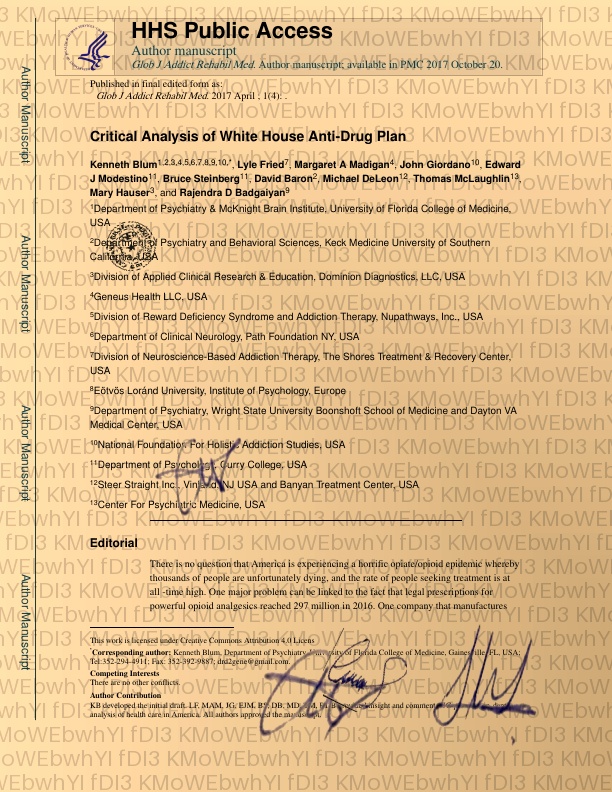 HHS Public Access
Author manuscript
Glob J Addict Rehabil Med. Author manuscript; available in PMC 2017 October 20.
Published in final edited form as:
Glob J Addict Rehabil Med. 2017 April ; 1(4): .
Critical Analysis of White House Anti-Drug Plan
Kenneth Blum1,2,3,4,5,6,7,8,9,10,*, Lyle Fried7, Margaret A Madigan4, John Giordano10, Edward
J Modestino11, Bruce Steinberg11, David Baron2, Michael DeLeon12, Thomas McLaughlin13,
Mary Hauser3, and Rajendra D Badgaiyan9
1Department of Psychiatry & McKnight Brain Institute, University of Florida College of Medicine,
USA
2Department of Psychiatry and Behavioral Sciences, Keck Medicine University of Southern
California, USA
3Division of Applied Clinical Research & Education, Dominion Diagnostics, LLC, USA
4Geneus Health LLC, USA
5Division of Reward Deficiency Syndrome and Addiction Therapy, Nupathways, Inc., USA
6Department of Clinical Neurology, Path Foundation NY, USA
7Division of Neuroscience-Based Addiction Therapy, The Shores Treatment & Recovery Center,
USA
8Eötvös Loránd University, Institute of Psychology, Europe
9Department of Psychiatry, Wright State University Boonshoft School of Medicine and Dayton VA
Medical Center, USA
10National Foundation For Holistic Addiction Studies, USA
11Department of Psychology, Curry College, USA
12Steer Straight Inc., Vineland, NJ USA and Banyan Treatment Center, USA
13Center For Psychiatric Medicine, USA
Editorial
There is no question that America is experiencing a horrific opiate/opioid epidemic whereby
thousands of people are unfortunately dying, and the rate of people seeking treatment is at
all -time high. One major problem can be linked to the fact that legal prescriptions for
powerful opioid analgesics reached 297 million in 2016. One company that manufactures
This work is licensed under Creative Commons Attribution 4.0 Licens
*Corresponding author: Kenneth Blum, Department of Psychiatry, University of Florida College of Medicine, Gainesville, FL, USA;
Tel:352-294-4911; Fax: 352-392-9887; drd2gene@gmail.com.
Competing Interests
There are no other conflicts.
Author Contribution
KB developed the initial draft. LF, MAM, JG, EJM, BS, DB, MD, insight and comment
analysis of health care in America. All authors approved the manuscript.
Author Manuscript
Author Manuscript
Author Manuscript
Author Manuscript
KMoWEbwhYI fDI3